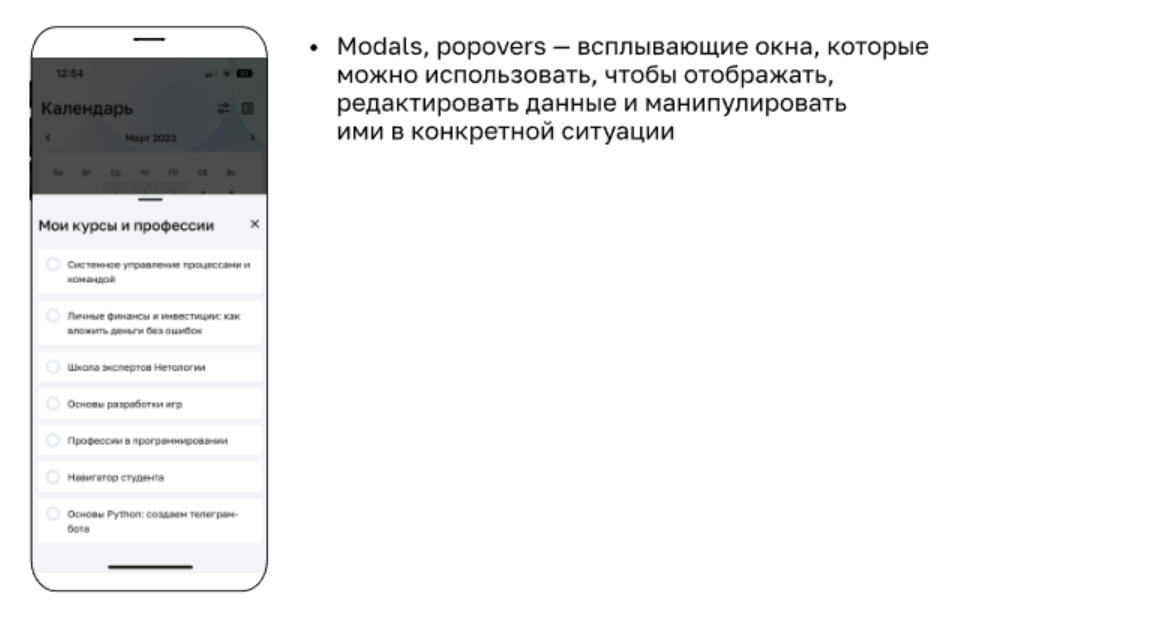 12:54
Календарь
Март 2023
Пн Вт Ср Чт Пт Сб Вс
Мои курсы и профессии
Системное управление процессами и
командой
Личные финансы и инвестиции: как
вложить деньги без ошибок
Школа экспертов Нетологии
Основы разработки игр
Профессии в программировании
Навигатор студента
Основы Python: создаем телеграм-
бота
• Modals, popovers — всплывающие окна, которые
можно использовать, чтобы отображать,
редактировать данные и манипулировать
ими в конкретной ситуации